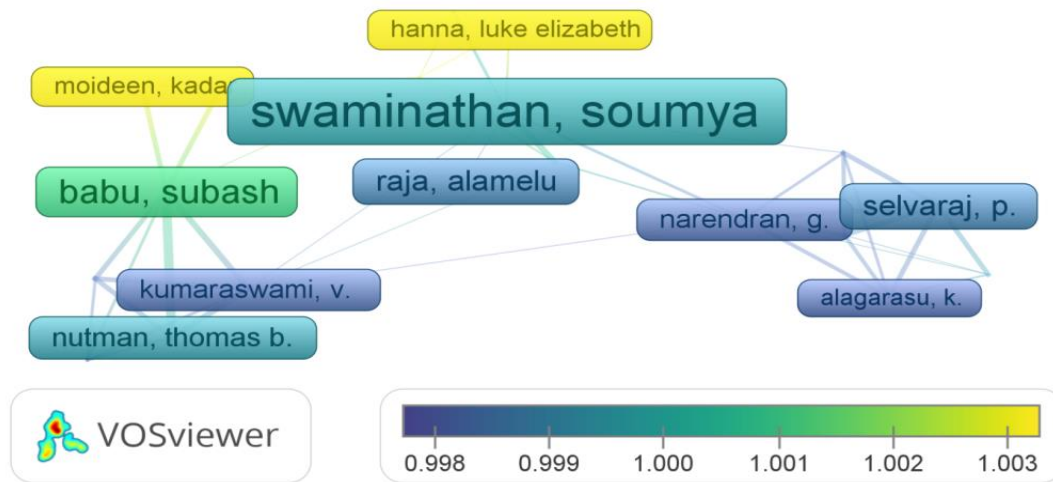 hanna, luke elizabeth
moideen, kada
swaminathan, soumya
babu, subash
raja, alamelu
selvaraj, p.
narendran, g.
kumaraswami, v.
alagarasu, k.
nutman, thomas b.
VOSviewer
0.998 0.999 1.000 1.001 1.002 1.003